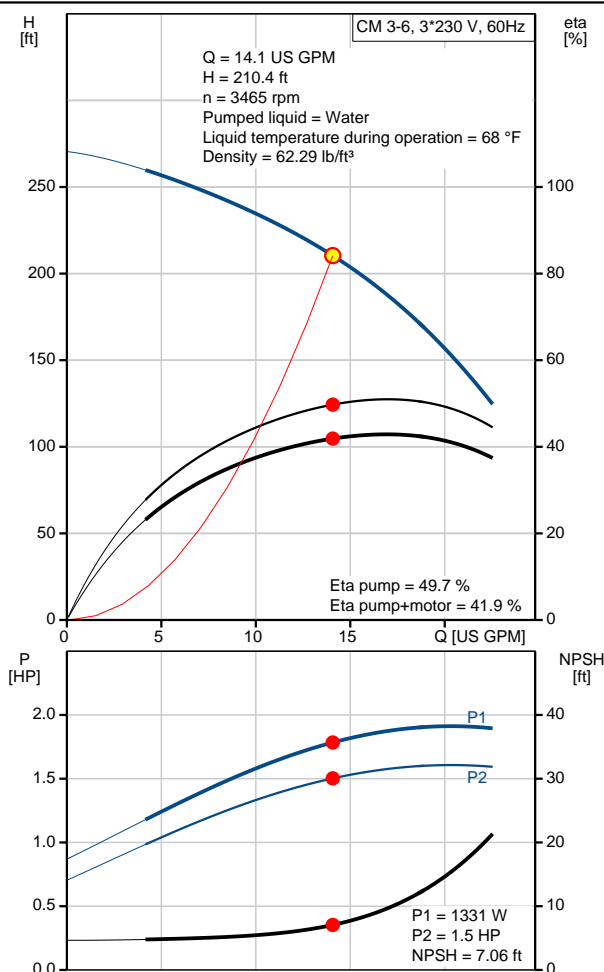 H
[ft]
CM 3-6, 3*230 V, 60Hz
eta
[%]
Q = 14.1 US GPM
H = 210.4 ft
n = 3465 rpm
Pumped liquid = Water
Liquid temperature during operation = 68 °F
Density = 62.29 lb/ft³
250
200
150
100
50
0
100
80
60
40
20
0
Eta pump = 49.7 %
Eta pump+motor = 41.9 %
0
5
10
15
Q [US GPM]
P
[HP]
NPSH
[ft]
2.0
1.5
1.0
0.5
0.0
40
30
20
10
0
P1
P2
P1 = 1331 W
P2 = 1.5 HP
NPSH = 7.06 ft